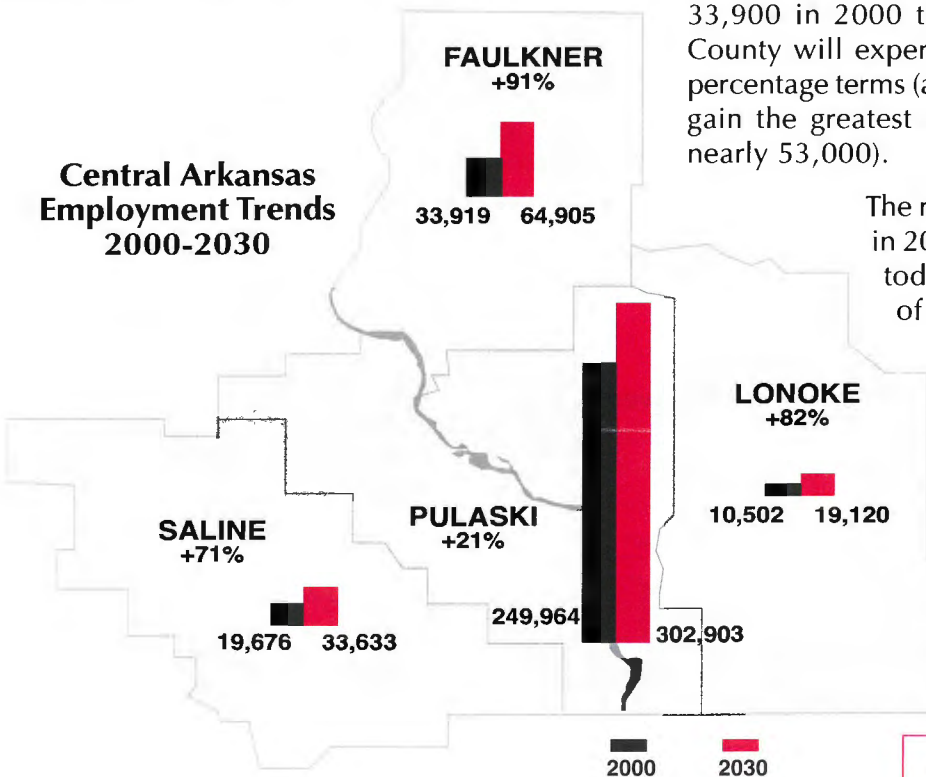 33,900 in 2000 t
County will exper
percentage terms (a
gain the greatest
nearly 53,000).
The r
in 20
tod
of
Central Arkansas
Employment Trends
2000-2030
FAULKNER
+91%
33,919 64,905
LONOKE
+82%
10,502 19,120
PULASKI
+21%
249,964 302,903
SALINE
+71%
19,676 33,633
2000 2030